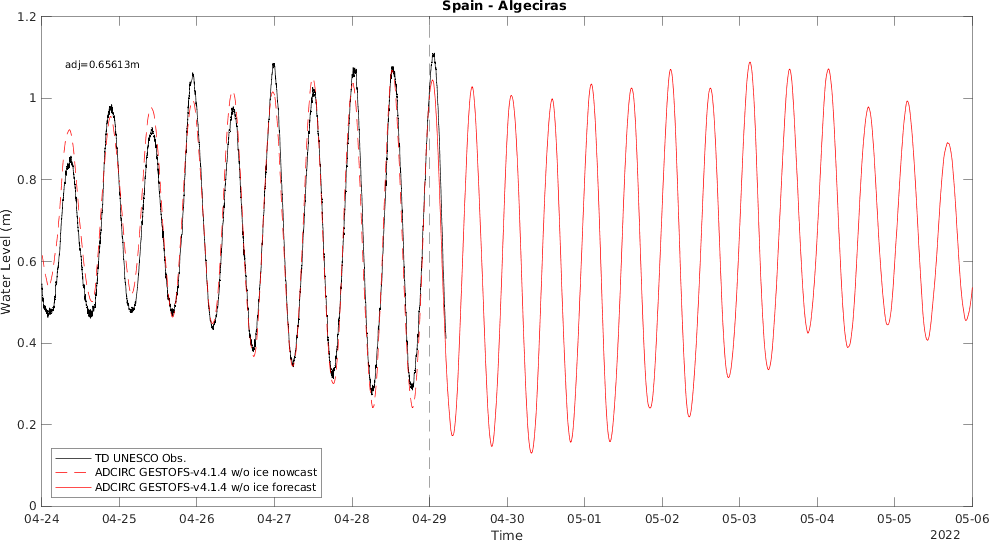 Spain - Algeciras
1.2
adj=0.65613m
1
0.8
0.6
0.4
0.2
0
Water Level (m)
TD UNESCO Obs.
ADCIRC GESTOFS-v4.1.4 w/o ice nowcast
ADCIRC GESTOFS-v4.1.4 w/o ice forecast
04-24 04-25 04-26 04-27 04-28 04-29 04-30 05-01 05-02 05-03 05-04 05-05 05-06
Time
2022